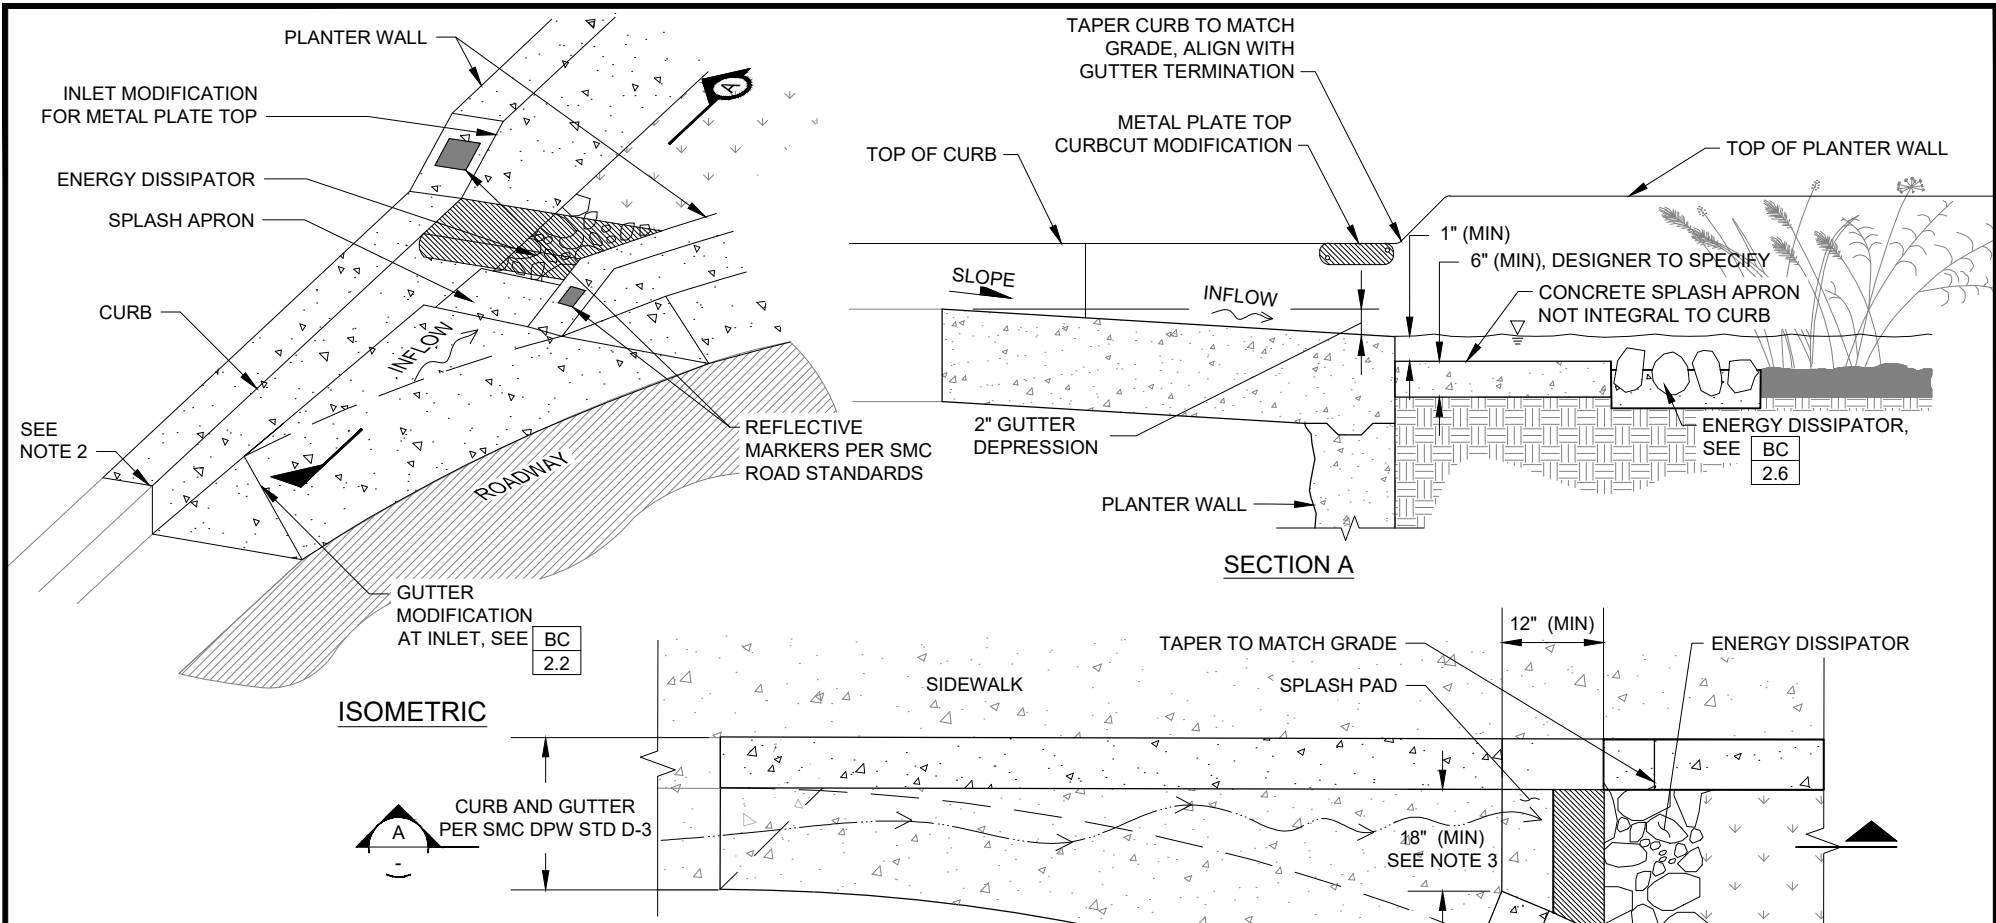 PLANTER WALL
INLET MODIFICATION
FOR METAL PLATE TOP
ENERGY DISSIPATOR
SPLASH APRON
CURB
SEE
NOTE 2
INFLOW
ROADWAY
A
REFLECTIVE
MARKERS PER SMC
ROAD STANDARDS
GUTTER
MODIFICATION
AT INLET, SEE
BC
2.2
ISOMETRIC
TAPER CURB TO MATCH
GRADE, ALIGN WITH
GUTTER TERMINATION
METAL PLATE TOP
CURBCUT MODIFICATION
TOP OF CURB
TOP OF PLANTER WALL
1" (MIN)
6" (MIN), DESIGNER TO SPECIFY
CONCRETE SPLASH APRON
NOT INTEGRAL TO CURB
SLOPE
INFLOW
2" GUTTER
DEPRESSION
PLANTER WALL
ENERGY DISSIPATOR,
SEE
BC
2.6
SECTION A
12" (MIN)
TAPER TO MATCH GRADE
ENERGY DISSIPATOR
SIDEWALK
SPLASH PAD
CURB AND GUTTER
PER SMC DPW STD D-3
A
-
18" (MIN)
SEE NOTE 3